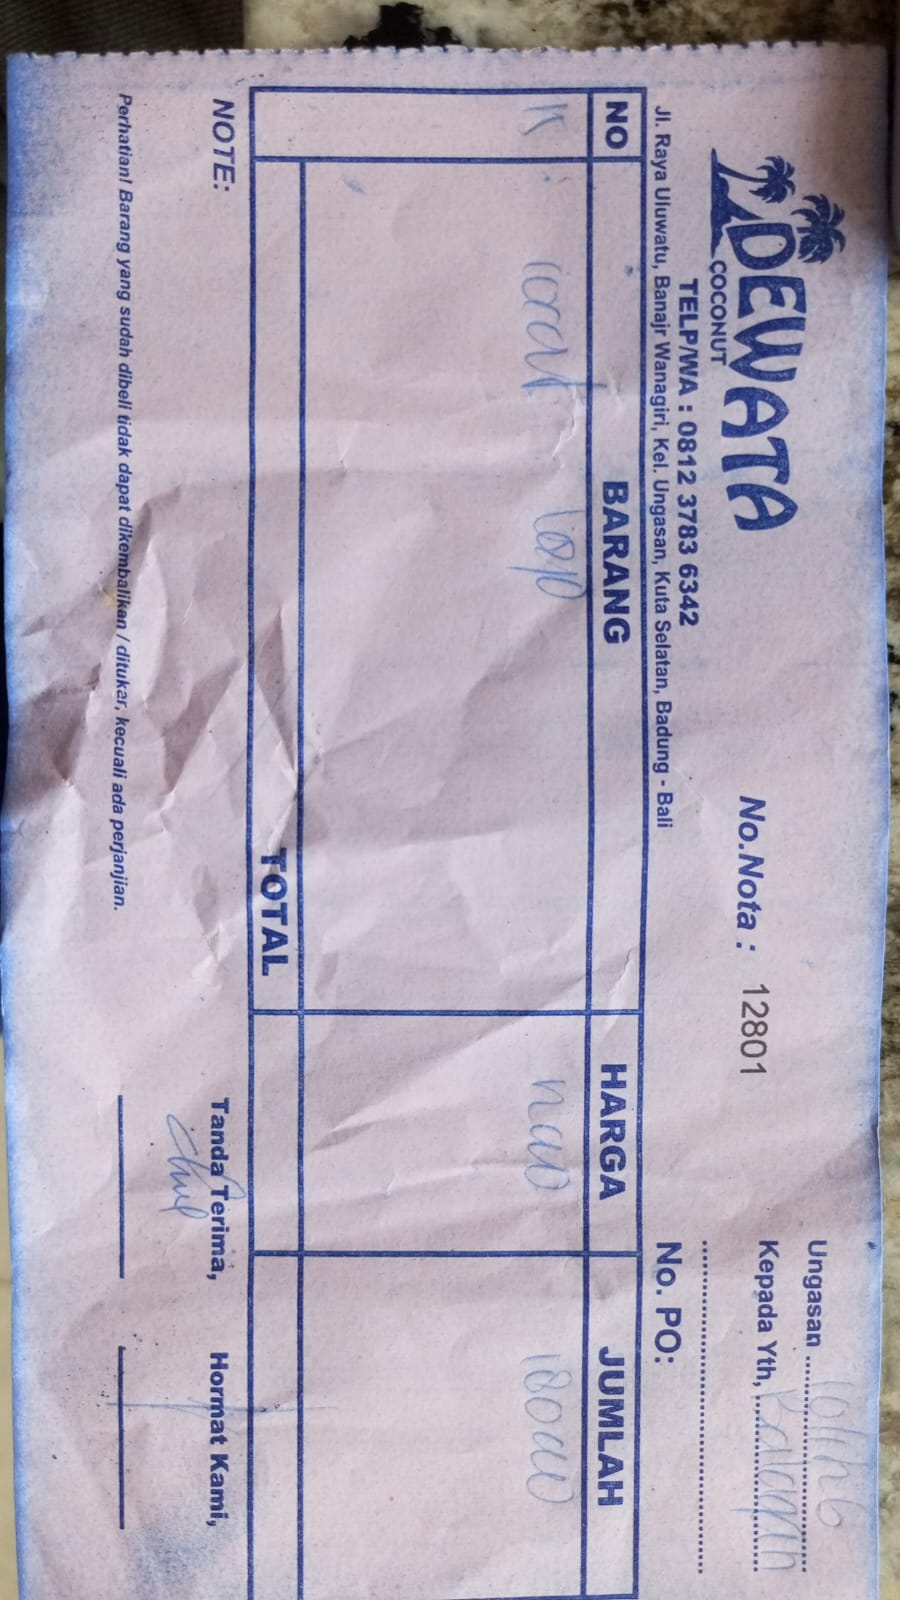 DEWATA
COCONUT
No.Nota : 12801
Ungasan
Kepada Yth,
TELP/WA : 0812 3783 6342
Jl. Raya Uluwatu, Banajr Wanagiri, Kel. Ungasan, Kuta Selatan, Badung - Bali
No. PO:
NO BARANG HARGA JUMLAH
15
TOTAL
NOTE:
Tanda Terima, Hormat Kami,
Perhatian! Barang yang sudah dibeli tidak dapat dikembalikan / ditukar, kecuali ada perjanjian.